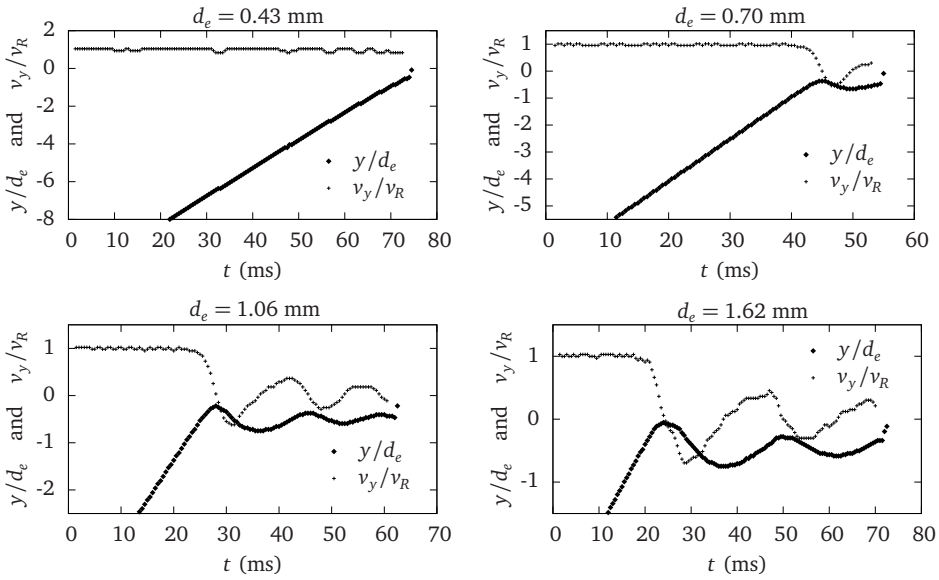 d_e = 0.43 mm
y/d_e and v_y/v_R
2
0
-2
-4
-6
-8
y/d_e
v_y/v_R
0 10 20 30 40 50 60 70 80
t (ms)
d_e = 0.70 mm
y/d_e and v_y/v_R
1
0
-1
-2
-3
-4
-5
y/d_e
v_y/v_R
0 10 20 30 40 50 60
t (ms)
d_e = 1.06 mm
y/d_e and v_y/v_R
1
0
-1
-2
y/d_e
v_y/v_R
0 10 20 30 40 50 60 70
t (ms)
d_e = 1.62 mm
y/d_e and v_y/v_R
1
0
-1
y/d_e
v_y/v_R
0 10 20 30 40 50 60 70 80
t (ms)